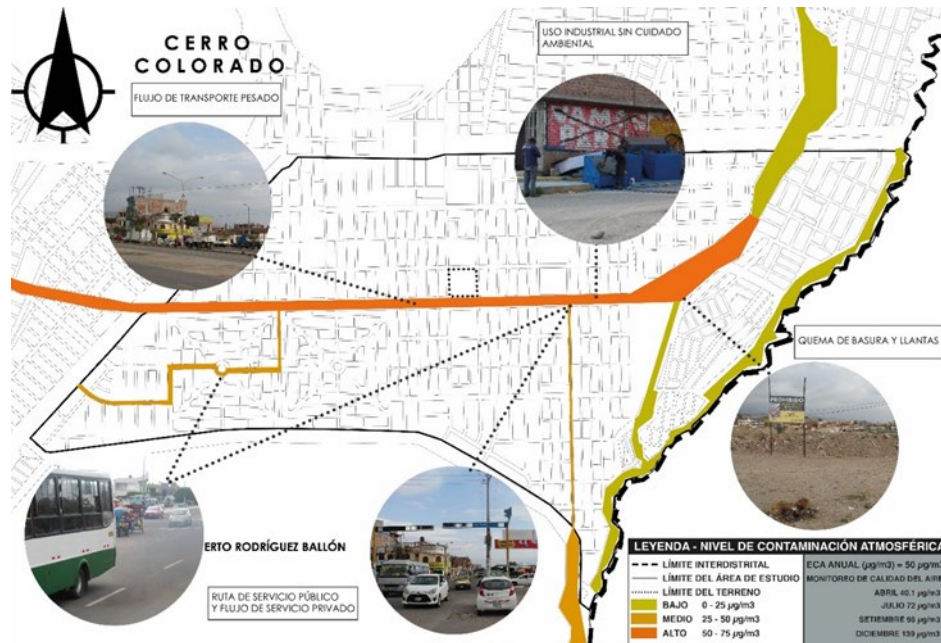 CERRO
COLORADO
FLUJO DE TRANSPORTE PESADO
USO INDUSTRIAL SIN CUIDADO
AMBIENTAL
VAMOS
PERÚ
QUEMA DE BASURA Y LLANTAS
PROHIBIDO
ERTO RODRÍGUEZ BALLÓN
RUTA DE SERVICIO PÚBLICO
Y FLUJO DE SERVICIO PRIVADO
LEYENDA - NIVEL DE CONTAMINACIÓN ATMOSFÉRICA
LÍMITE INTERDISTRITAL
LÍMITE DEL ÁREA DE ESTUDIO
LÍMITE DEL TERRENO
BAJO 0 - 25 µg/m3
MEDIO 25 - 50 µg/m3
ALTO 50 - 75 µg/m3
ECA ANUAL (µg/m3) = 50 µg/m3
MONITOREO DE CALIDAD DEL AIRE
ABRIL 40.1 µg/m3
JULIO 72 µg/m3
SETIEMBRE 95 µg/m3
DICIEMBRE 139 µg/m3